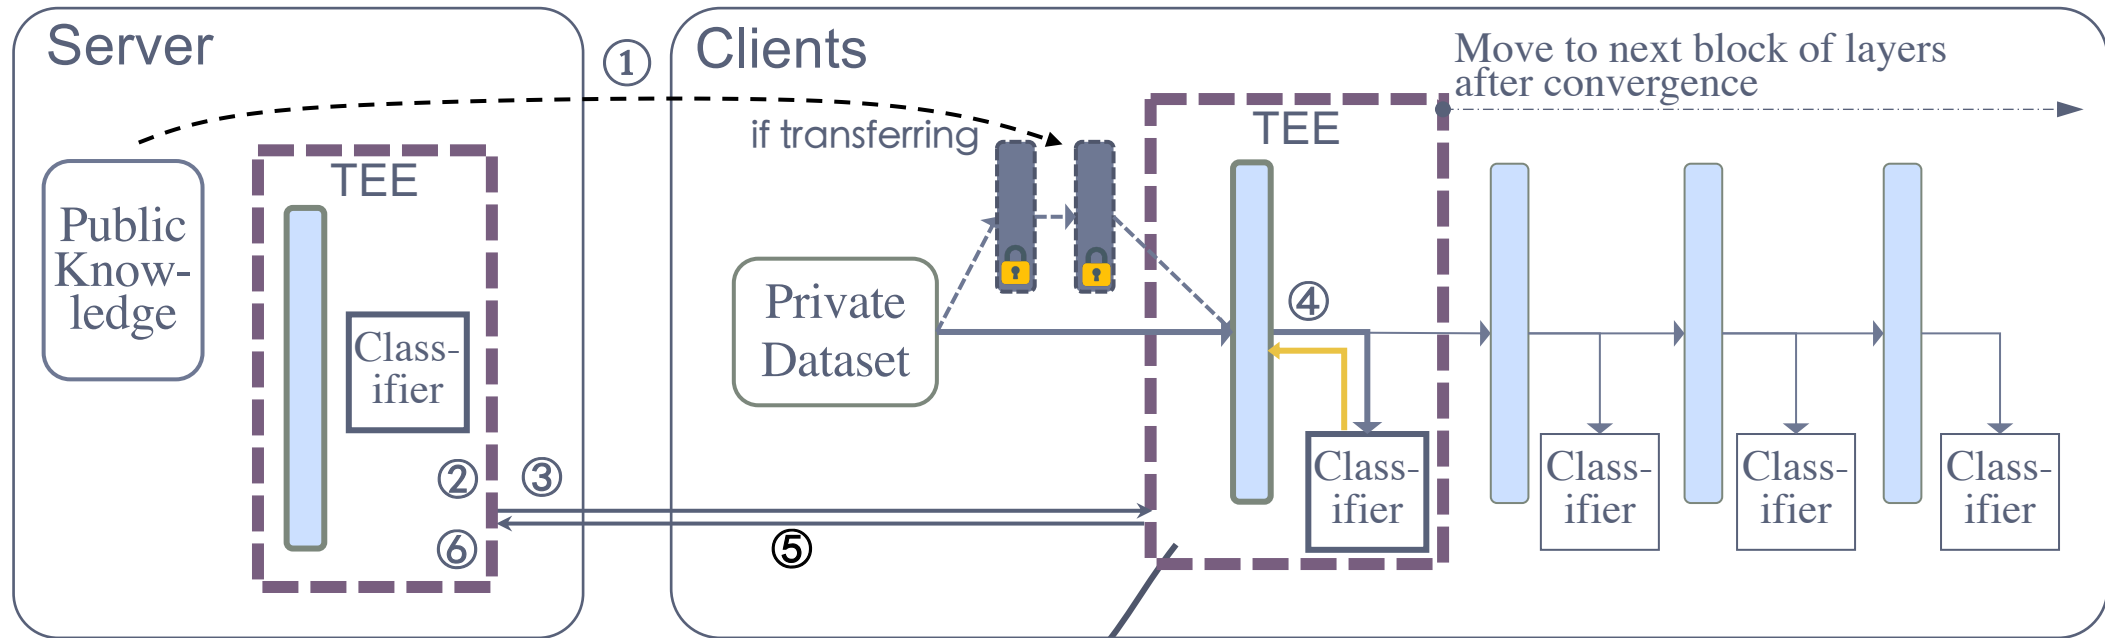 Server
①
Clients
Move to next block of layers
after convergence
if transferring
TEE
TEE
Public
Know-
ledge
Class-
ifier
Private
Dataset
④
②
③
⑥
⑤
Class-
ifier
Class-
ifier
Class-
ifier
Class-
ifier